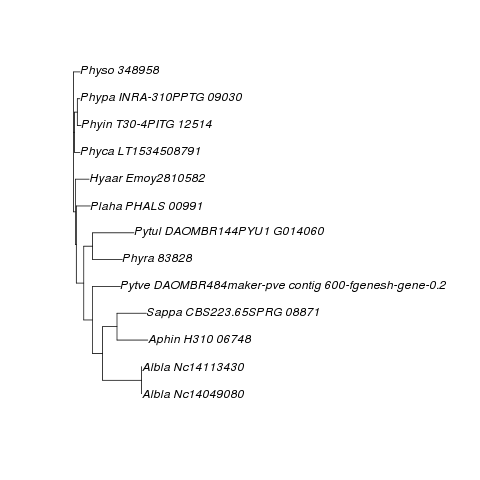 Physo 348958
Phypa INRA-310PPTG 09030
Phyin T30-4PITG 12514
Phyca LT1534508791
Hyaar Emoy2810582
Plaha PHALS 00991
Pytul DAOMBR144PYU1 G014060
Phyra 83828
Pytve DAOMBR484maker-pve contig 600-fgenesh-gene-0.2
Sappa CBS223.65SPRG 08871
Aphin H310 06748
Albla Nc14113430
Albla Nc14049080